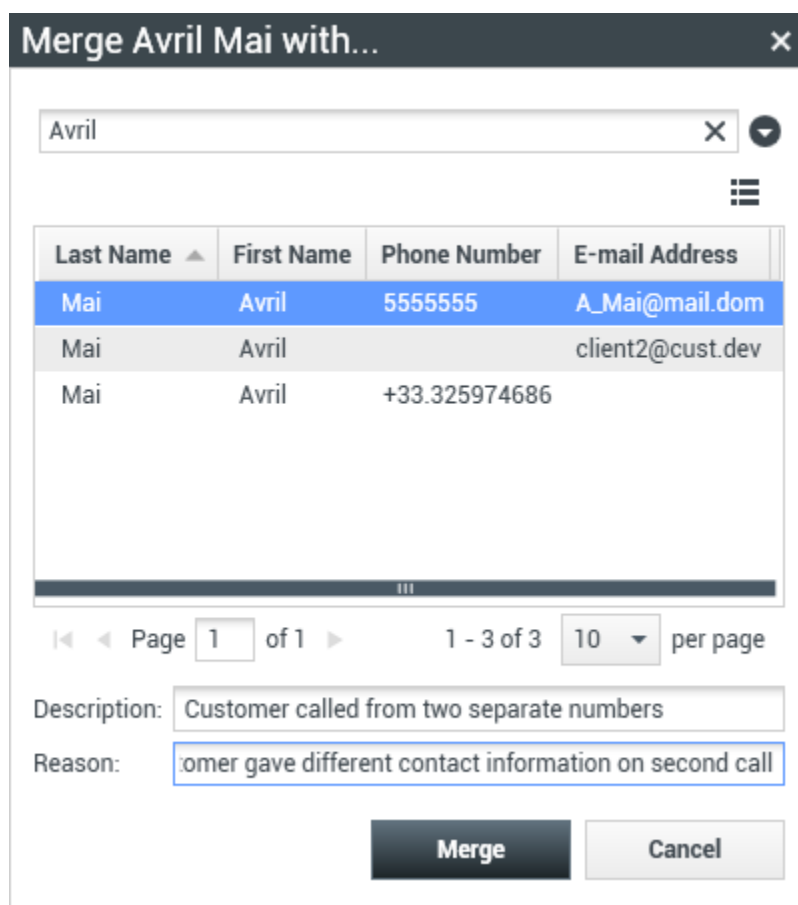 Merge Avril Mai with...
Avril
Last Name First Name Phone Number E-mail Address
Mai Avril 5555555 A_Mai@mail.dom
Mai Avril client2@cust.dev
Mai Avril +33.325974686
Page 1 of 1 1 - 3 of 3 10 per page
Description: Customer called from two separate numbers
Reason: omer gave different contact information on second call
Merge Cancel